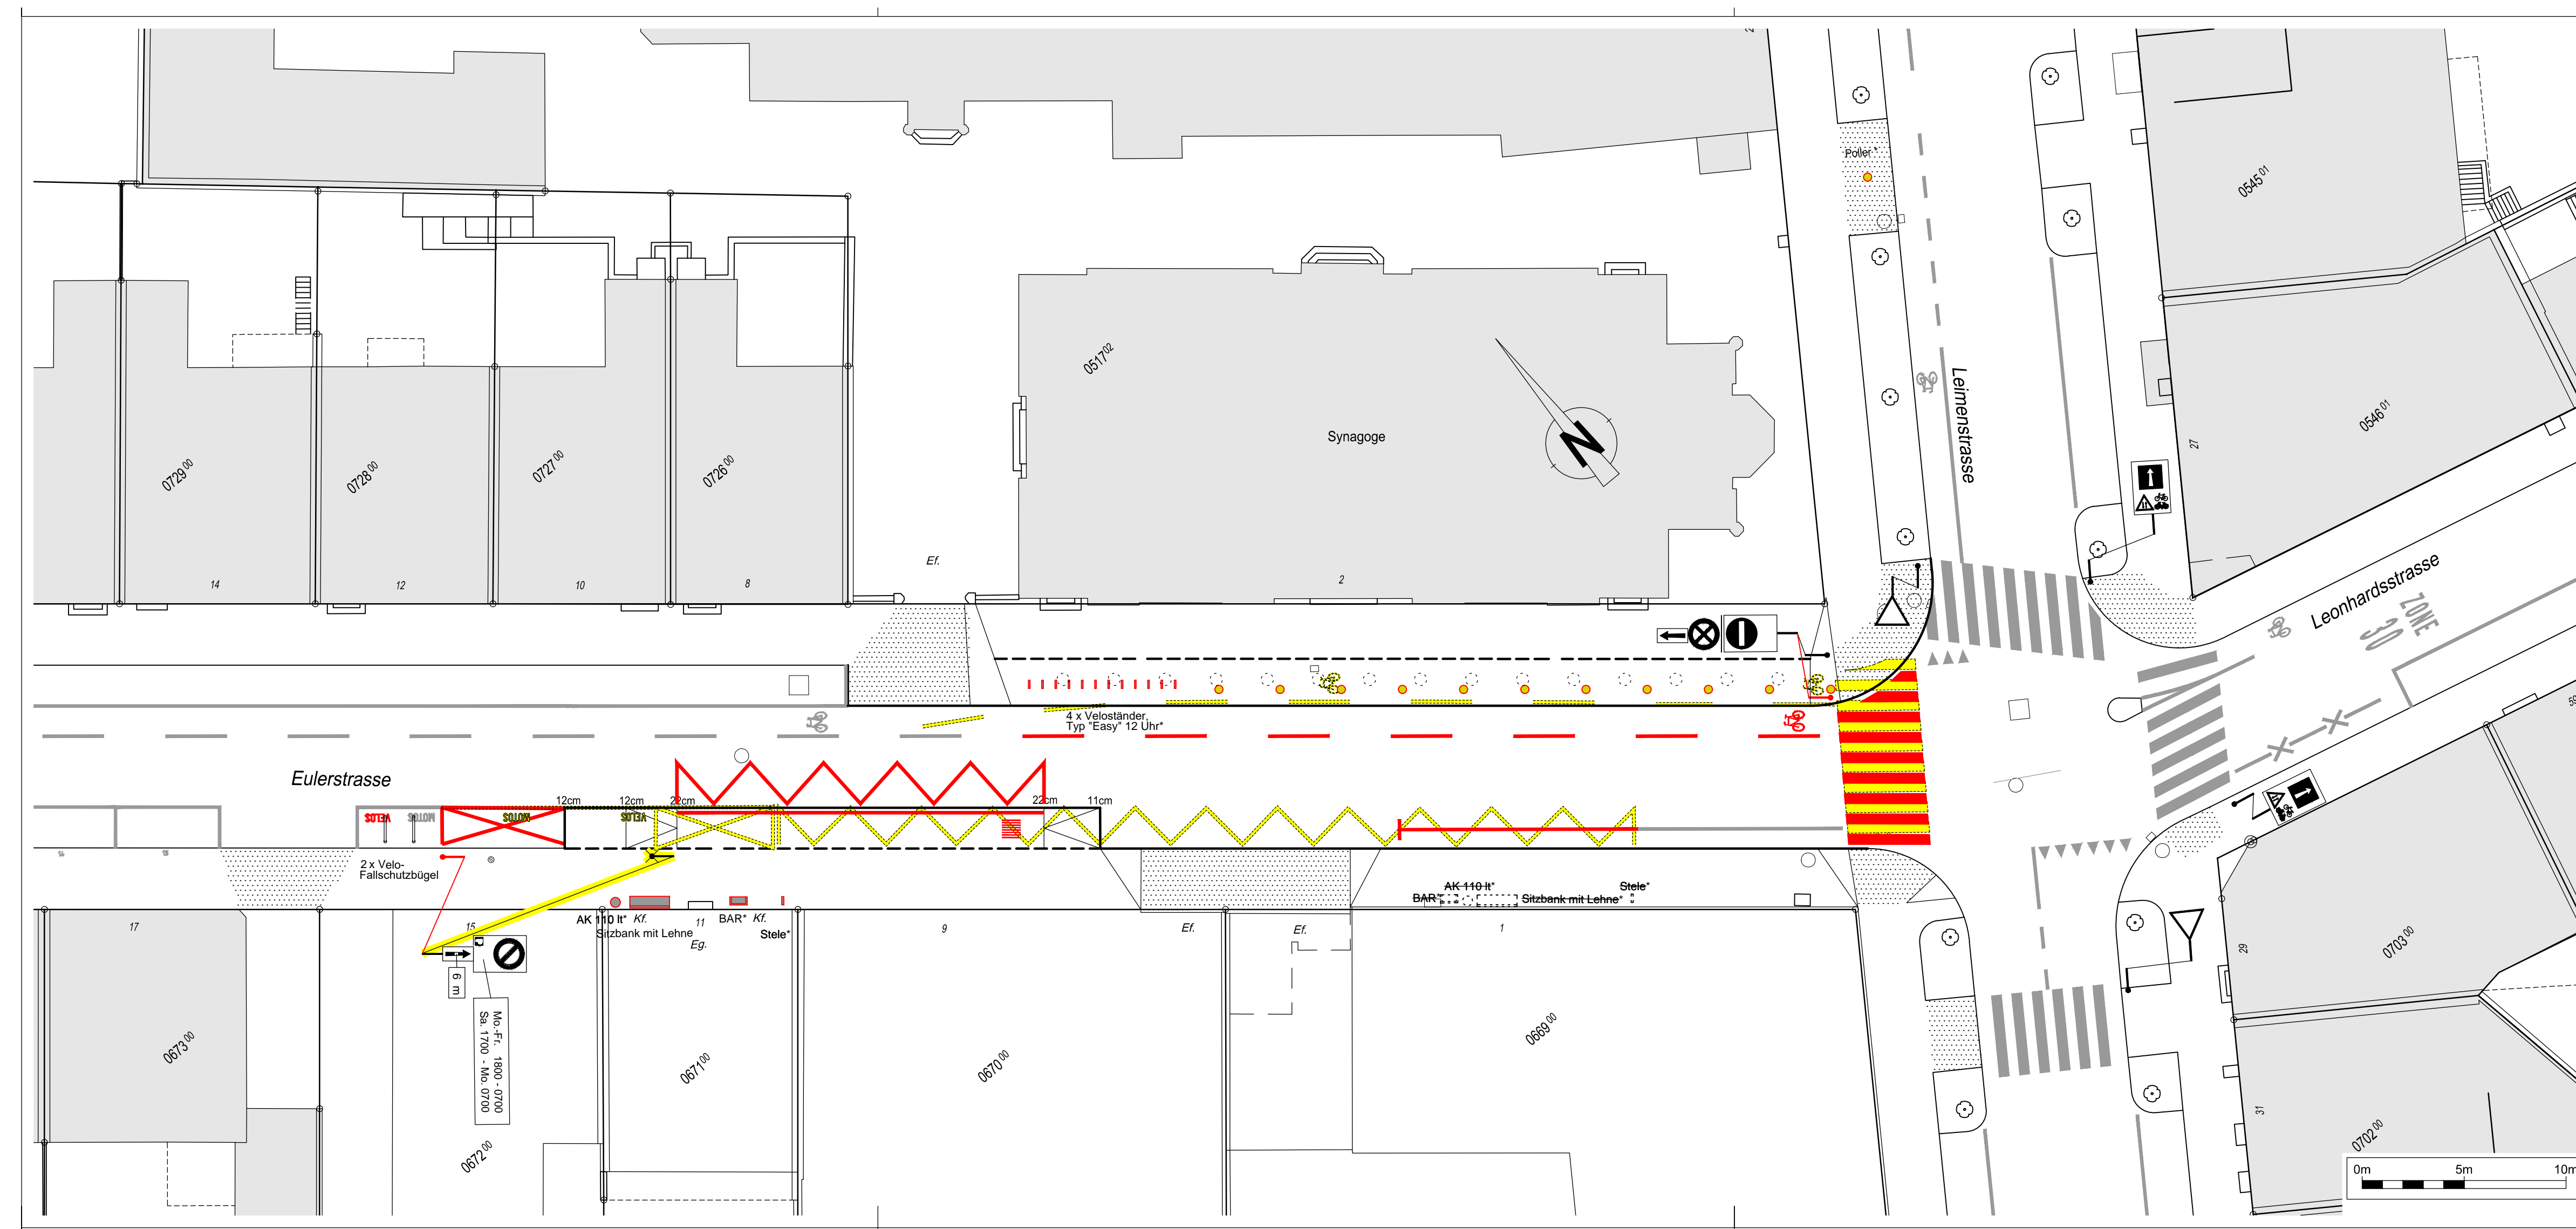 Poller *
0545 01
0517 02
Synagoge
N
Leimenstrasse
0546 01
27
0729 00
0728 00
0727 00
0726 00
Ef.
14
12
10
8
2
Leonhardsstrasse
ZONE
30
59
4 x Veloständer,
Typ "Easy" 12 Uhr*
Eulerstrasse
12cm
12cm
22cm
22cm
11cm
VELOS
MOTOS
MOTOS
VELOS
2 x Velo-
Fallschutzbügel
AK 110 lt*
Kf.
Sitzbank mit Lehne
11
Eg.
BAR*
Kf.
Stele*
AK 110 lt*
BAR*
Sitzbank mit Lehne*
Stele*
17
15
9
Ef.
Ef.
1
29
6 m
Mo.-Fr. 1800 - 0700
Sa. 1700 - Mo. 0700
0673 00
0672 00
0671 00
0670 00
0669 00
0703 00
0702 00
31
0m
5m
10m